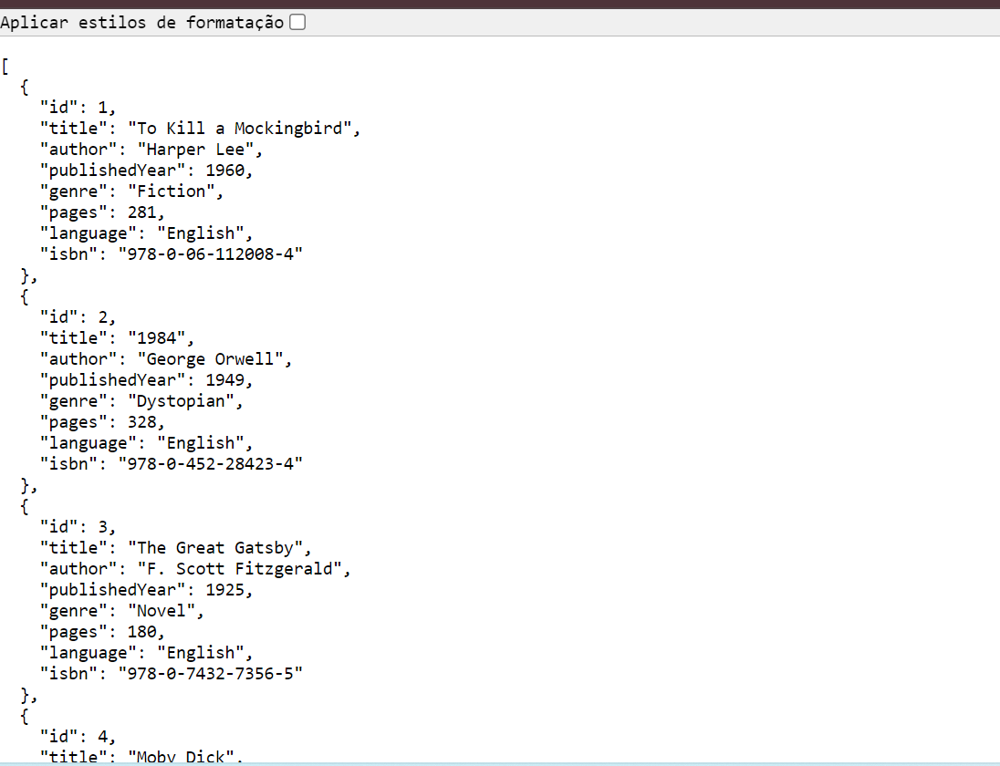 Aplicar estilos de formatação
[
  {
    "id": 1,
    "title": "To Kill a Mockingbird",
    "author": "Harper Lee",
    "publishedYear": 1960,
    "genre": "Fiction",
    "pages": 281,
    "language": "English",
    "isbn": "978-0-06-112008-4"
  },
  {
    "id": 2,
    "title": "1984",
    "author": "George Orwell",
    "publishedYear": 1949,
    "genre": "Dystopian",
    "pages": 328,
    "language": "English",
    "isbn": "978-0-452-28423-4"
  },
  {
    "id": 3,
    "title": "The Great Gatsby",
    "author": "F. Scott Fitzgerald",
    "publishedYear": 1925,
    "genre": "Novel",
    "pages": 180,
    "language": "English",
    "isbn": "978-0-7432-7356-5"
  },
  {
    "id": 4,
    "title": "Moby Dick",